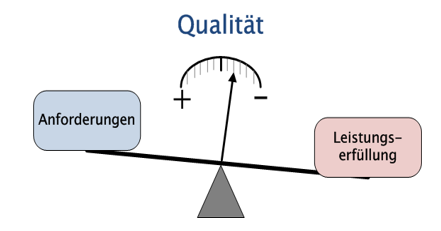 Qualität
+ −
Anforderungen
Leistungs-
erfüllung